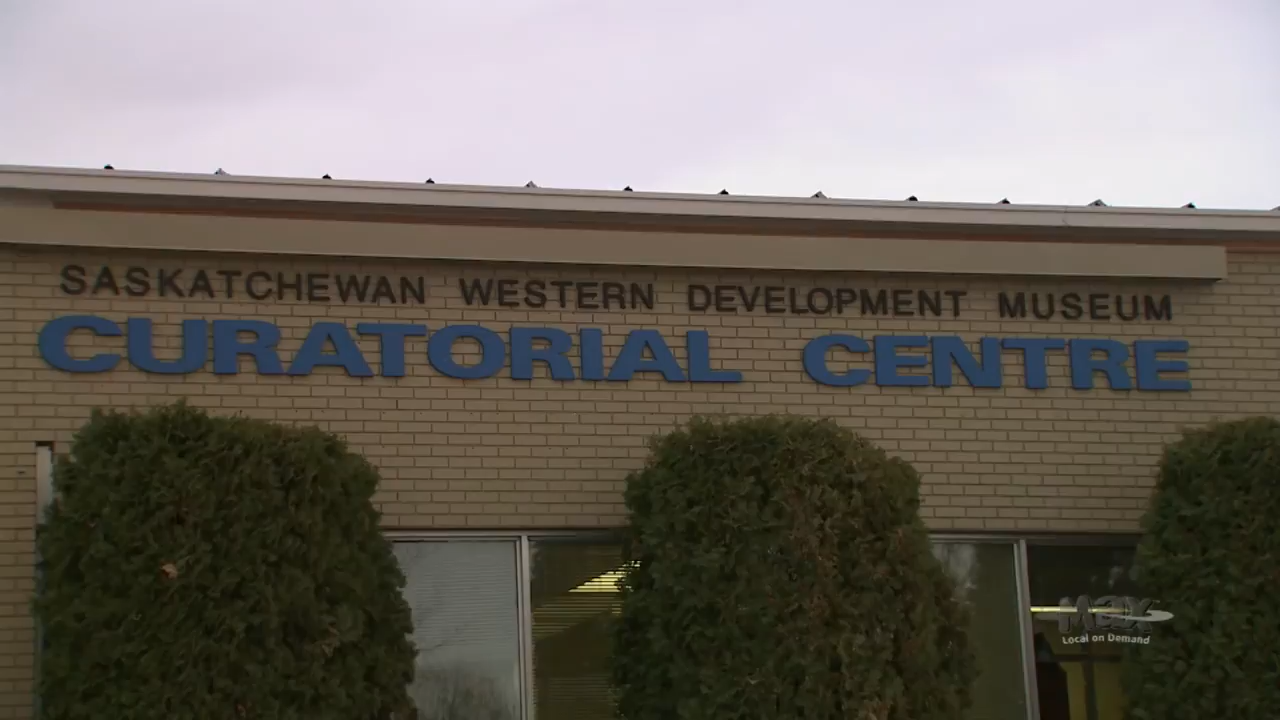 SASKATCHEWAN WESTERN DEVELOPMENT MUSEUM
CURATORIAL CENTRE
max
Local on Demand